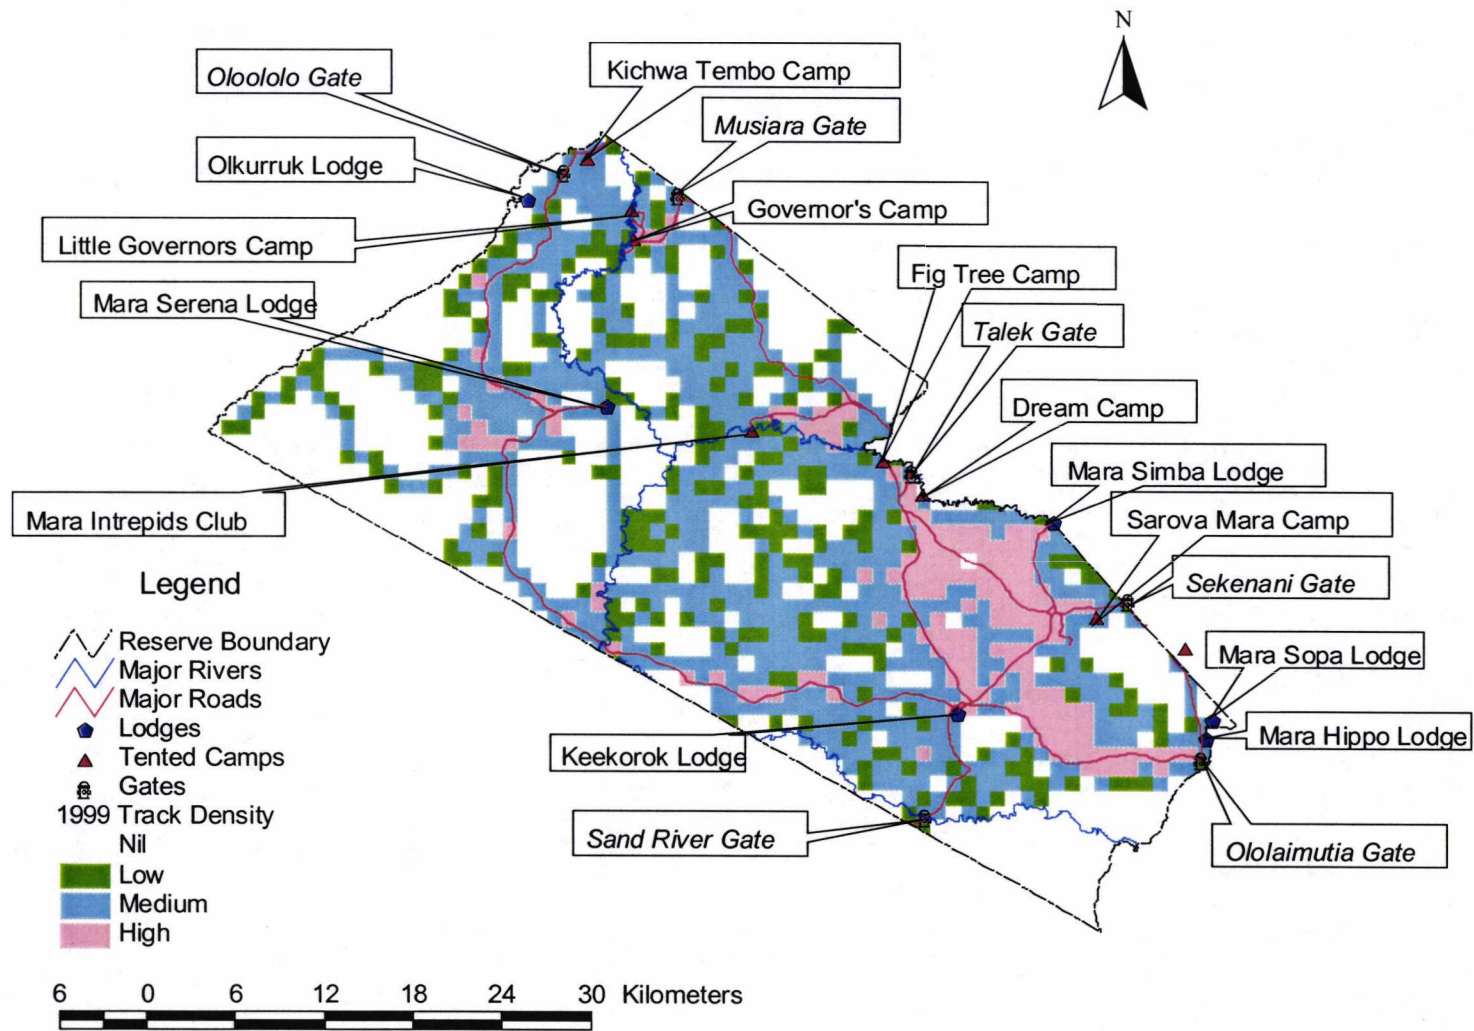 N
Oloololo Gate
Kichwa Tembo Camp
Musiara Gate
Olkurruk Lodge
Governor's Camp
Little Governors Camp
Fig Tree Camp
Mara Serena Lodge
Talek Gate
Dream Camp
Mara Simba Lodge
Mara Intrepids Club
Sarova Mara Camp
Sekenani Gate
Legend
Reserve Boundary
Major Rivers
Major Roads
Lodges
Tented Camps
Gates
1999 Track Density
Nil
Low
Medium
High
Mara Sopa Lodge
Mara Hippo Lodge
Keekorok Lodge
Sand River Gate
Ololaimutia Gate
6 0 6 12 18 24 30 Kilometers